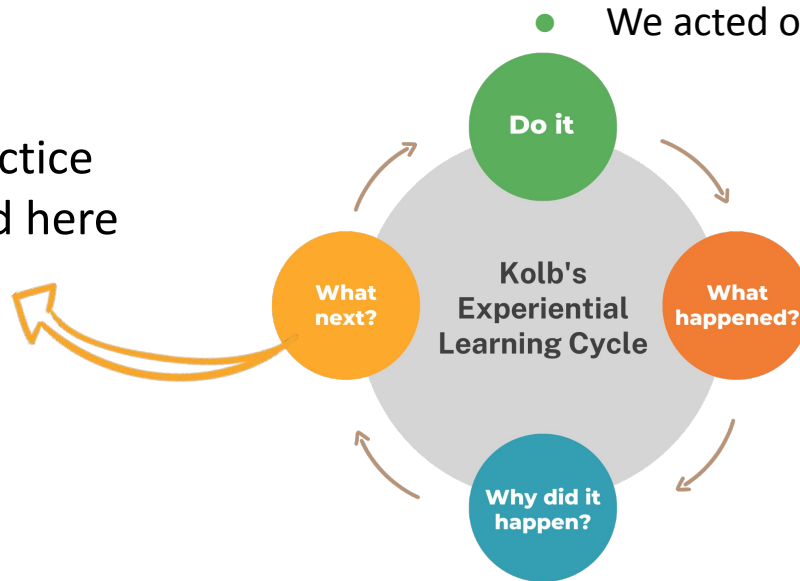 We acted o
Do it
ctice
d here
What
next?
Kolb's
Experiential
Learning Cycle
What
happened?
Why did it
happen?